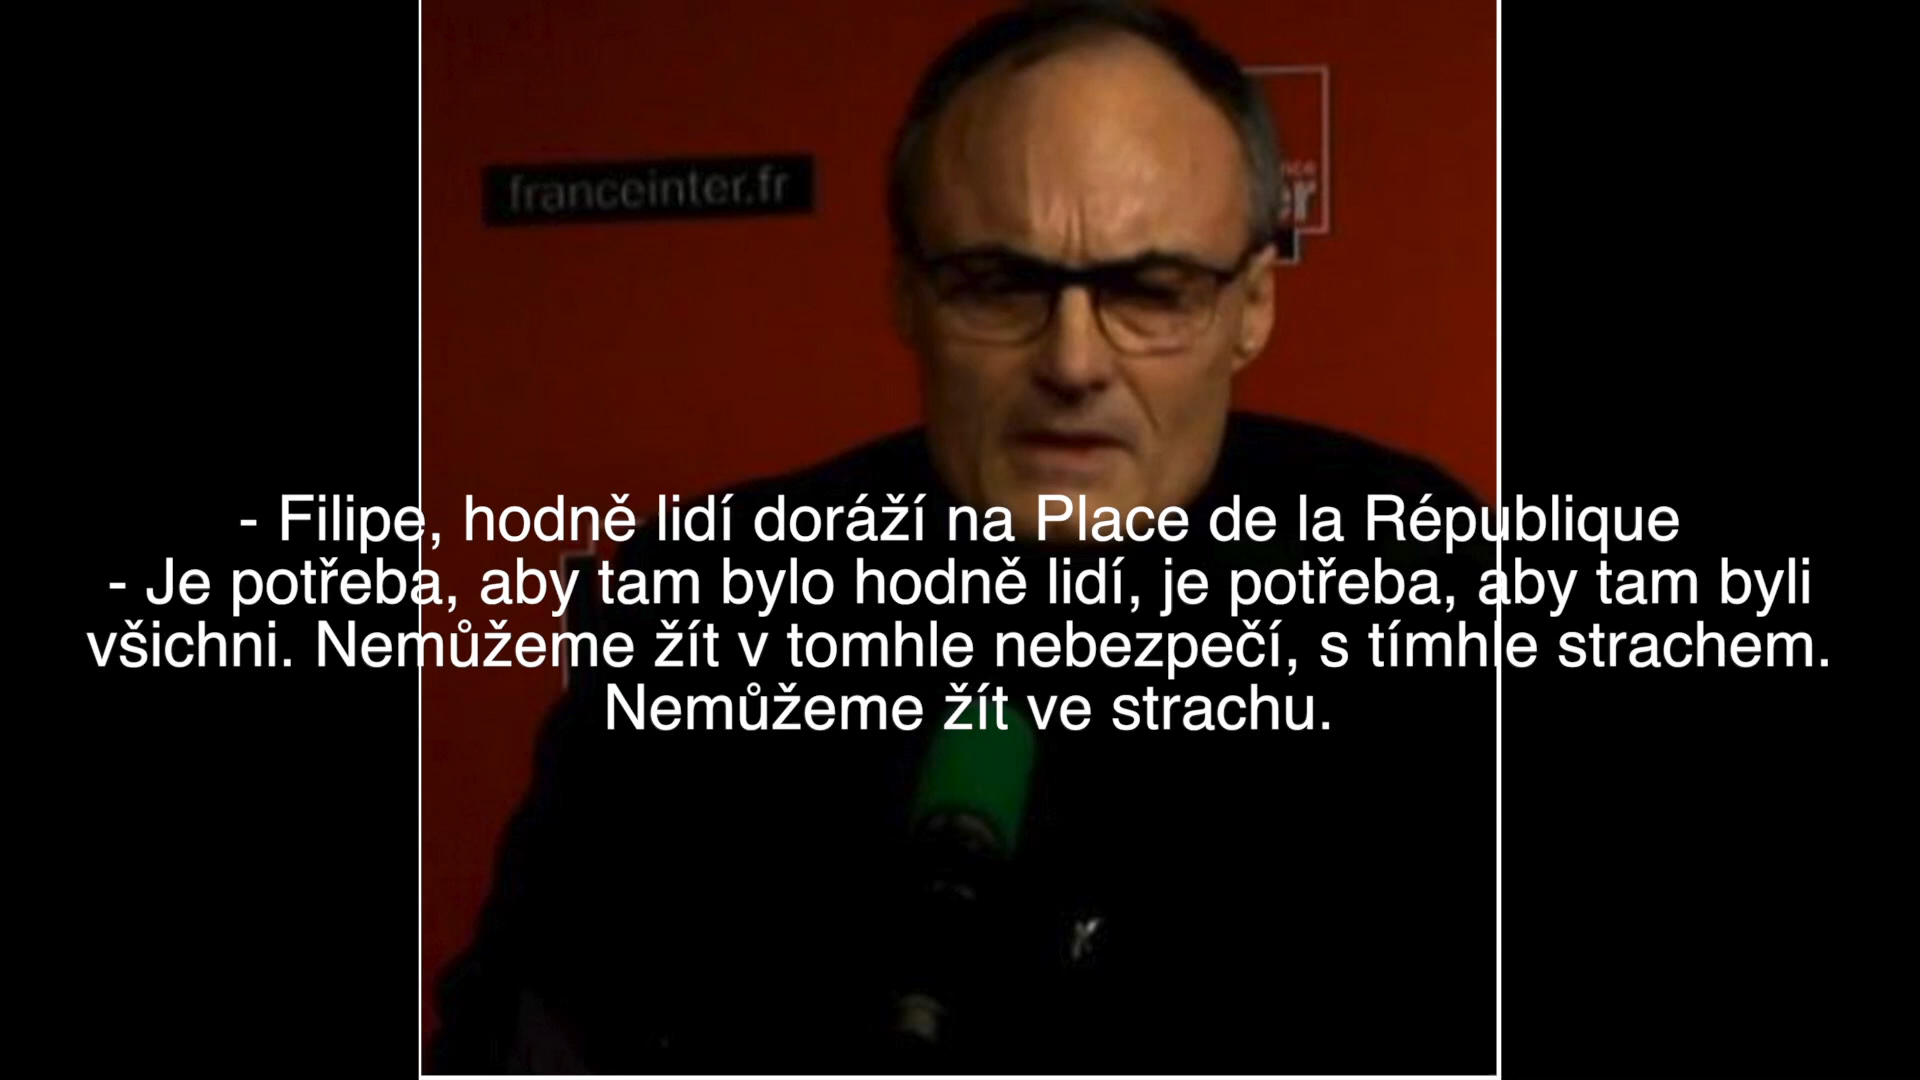 franceinter.fr
- Filipe, hodně lidí doráží na Place de la République
- Je potřeba, aby tam bylo hodně lidí, je potřeba, aby tam byli
všichni. Nemůžeme žít v tomhle nebezpečí, s tímhle strachem.
Nemůžeme žít ve strachu.